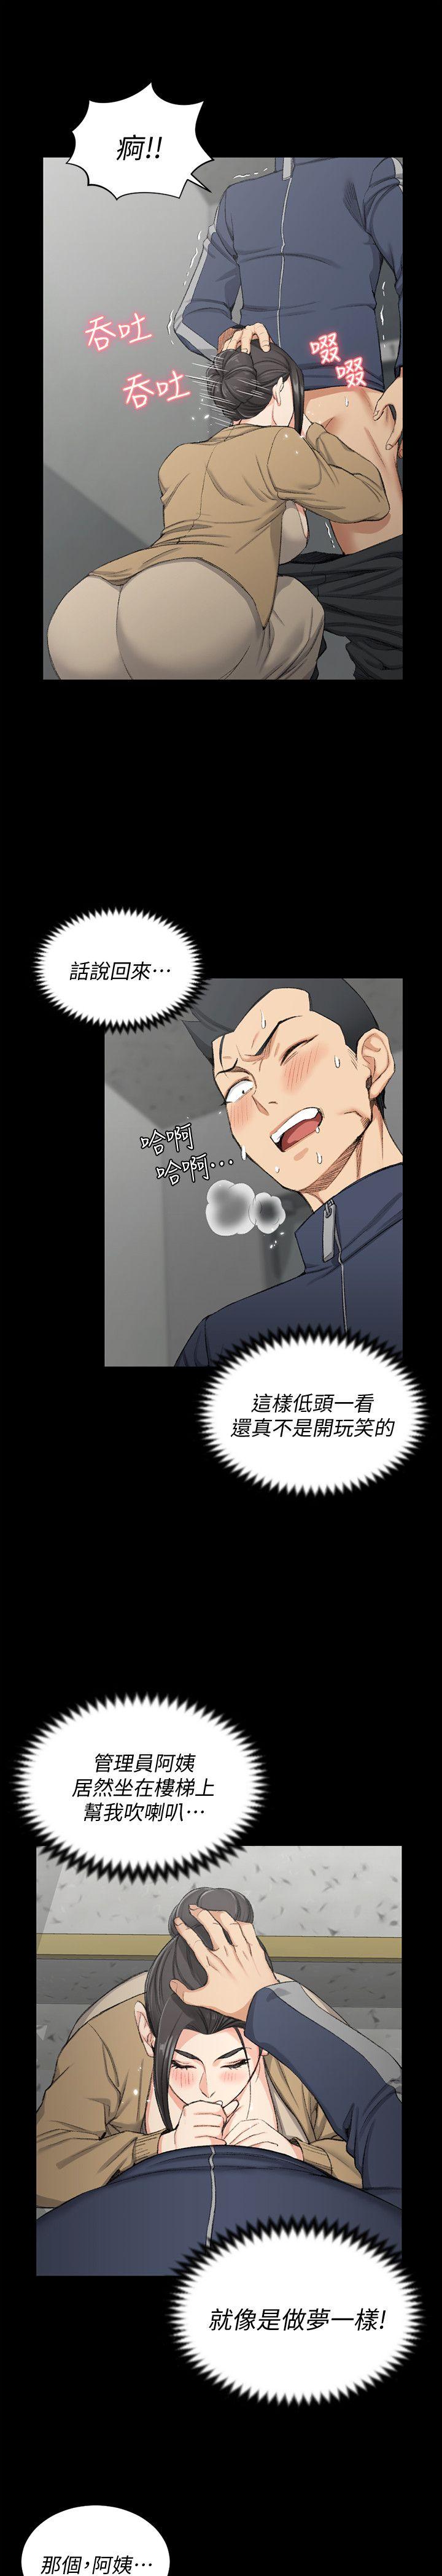 痾!!
吞吐
吞吐
啜
啜
話說回來…
哈啊
哈啊…
這樣低頭一看
還真不是開玩笑的
管理員阿姨
居然坐在樓梯上
幫我吹喇叭…
就像是做夢一樣!
那個,阿姨…